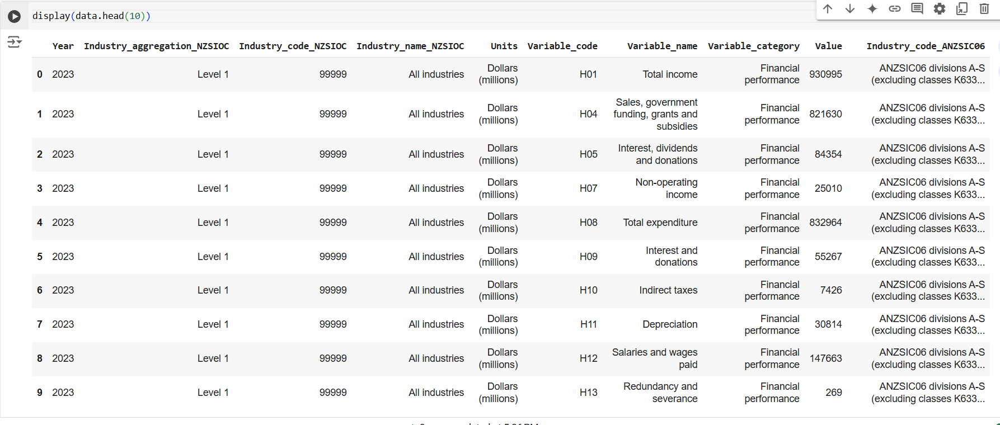 display(data.head(10))
Year Industry_aggregation_NZSIOC Industry_code_NZSIOC Industry_name_NZSIOC Units Variable_code Variable_name Variable_category Value Industry_code_ANZSIC06
0 2023 Level 1 99999 All industries Dollars (millions) H01 Total income Financial performance 930995 ANZSIC06 divisions A-S (excluding classes K633...
1 2023 Level 1 99999 All industries Dollars (millions) H04 Sales, government funding, grants and subsidies Financial performance 821630 ANZSIC06 divisions A-S (excluding classes K633...
2 2023 Level 1 99999 All industries Dollars (millions) H05 Interest, dividends and donations Financial performance 84354 ANZSIC06 divisions A-S (excluding classes K633...
3 2023 Level 1 99999 All industries Dollars (millions) H07 Non-operating income Financial performance 25010 ANZSIC06 divisions A-S (excluding classes K633...
4 2023 Level 1 99999 All industries Dollars (millions) H08 Total expenditure Financial performance 832964 ANZSIC06 divisions A-S (excluding classes K633...
5 2023 Level 1 99999 All industries Dollars (millions) H09 Interest and donations Financial performance 55267 ANZSIC06 divisions A-S (excluding classes K633...
6 2023 Level 1 99999 All industries Dollars (millions) H10 Indirect taxes Financial performance 7426 ANZSIC06 divisions A-S (excluding classes K633...
7 2023 Level 1 99999 All industries Dollars (millions) H11 Depreciation Financial performance 30814 ANZSIC06 divisions A-S (excluding classes K633...
8 2023 Level 1 99999 All industries Dollars (millions) H12 Salaries and wages paid Financial performance 147663 ANZSIC06 divisions A-S (excluding classes K633...
9 2023 Level 1 99999 All industries Dollars (millions) H13 Redundancy and severance Financial performance 269 ANZSIC06 divisions A-S (excluding classes K633...